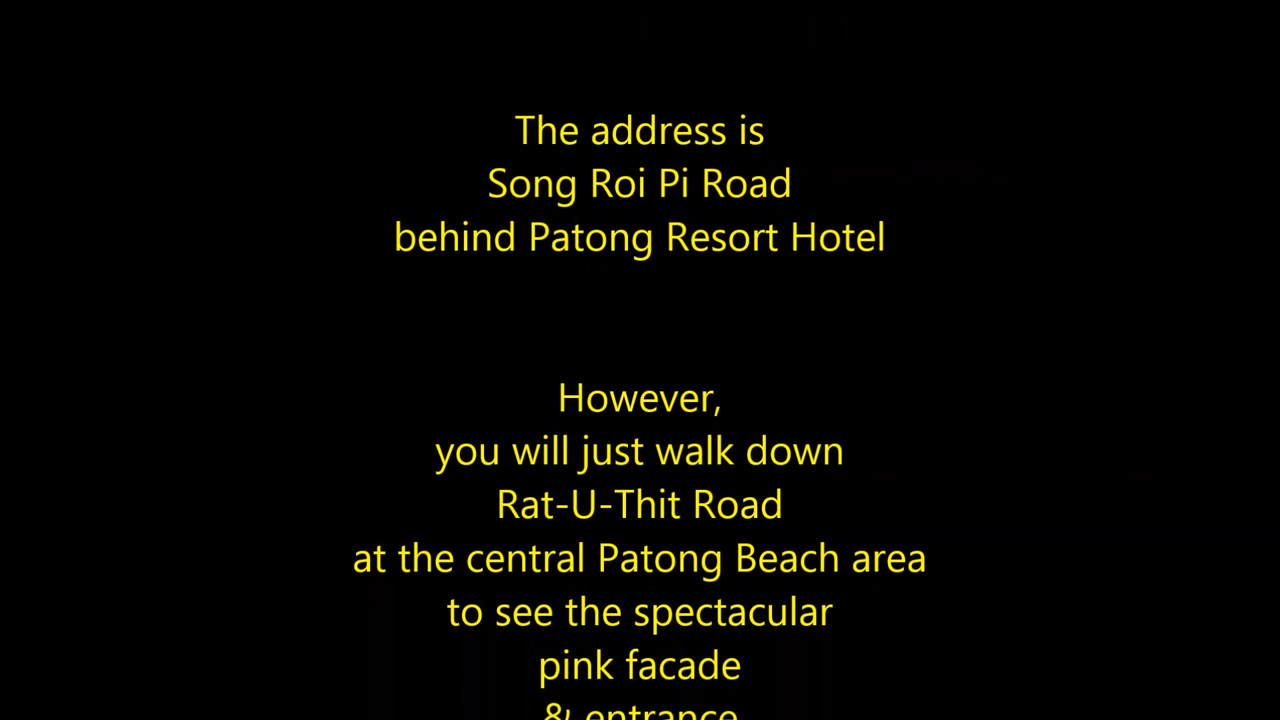 The address is
Song Roi Pi Road
behind Patong Resort Hotel
However,
you will just walk down
Rat-U-Thit Road
at the central Patong Beach area
to see the spectacular
pink facade
& entrance